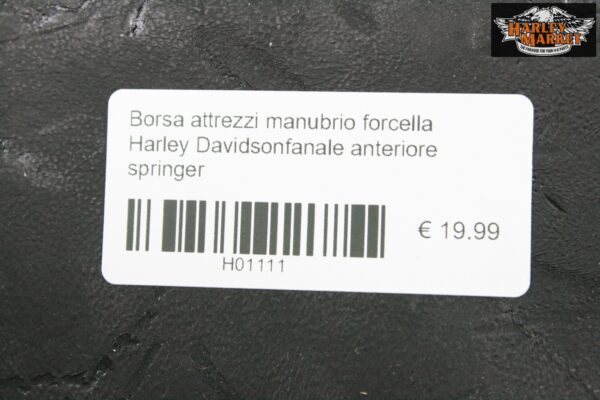 HARLEY
MARKET
Borsa attrezzi manubrio forcella
Harley Davidsonfanale anteriore
springer
€ 19.99
H01111